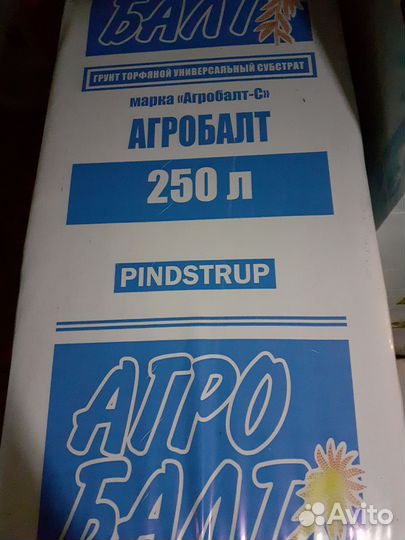 БАЛТ
ГРУНТ ТОРФЯНОЙ УНИВЕРСАЛЬНЫЙ СУБСТРАТ
марка «Агробалт-С»
АГРОБАЛТ
250 л
PINDSTRUP
АГРО
БАЛТ
Avito